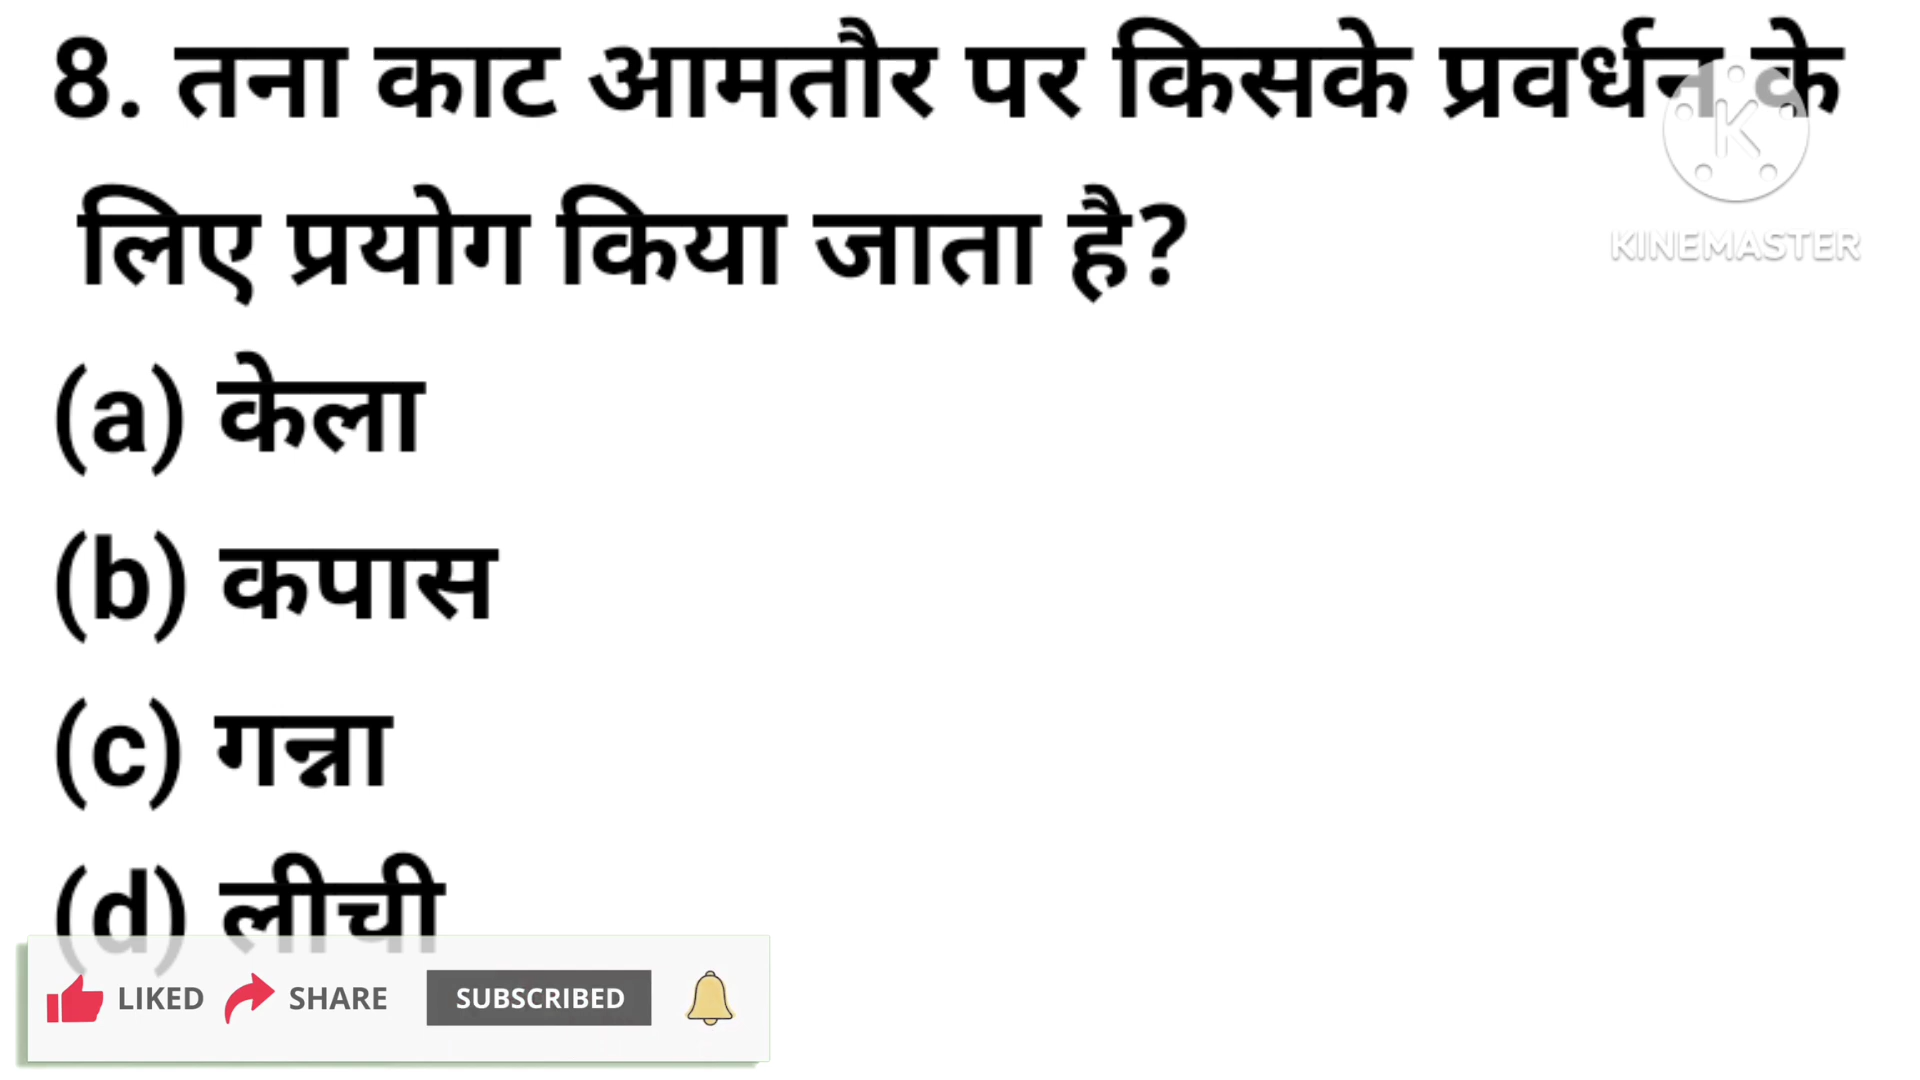 8. तना काट आमतौर पर किसके प्रवर्धन के
लिए प्रयोग किया जाता है?
(a) केला
(b) कपास
(c) गन्ना
(d) लीची
K
KINEMASTER
LIKED SHARE SUBSCRIBED